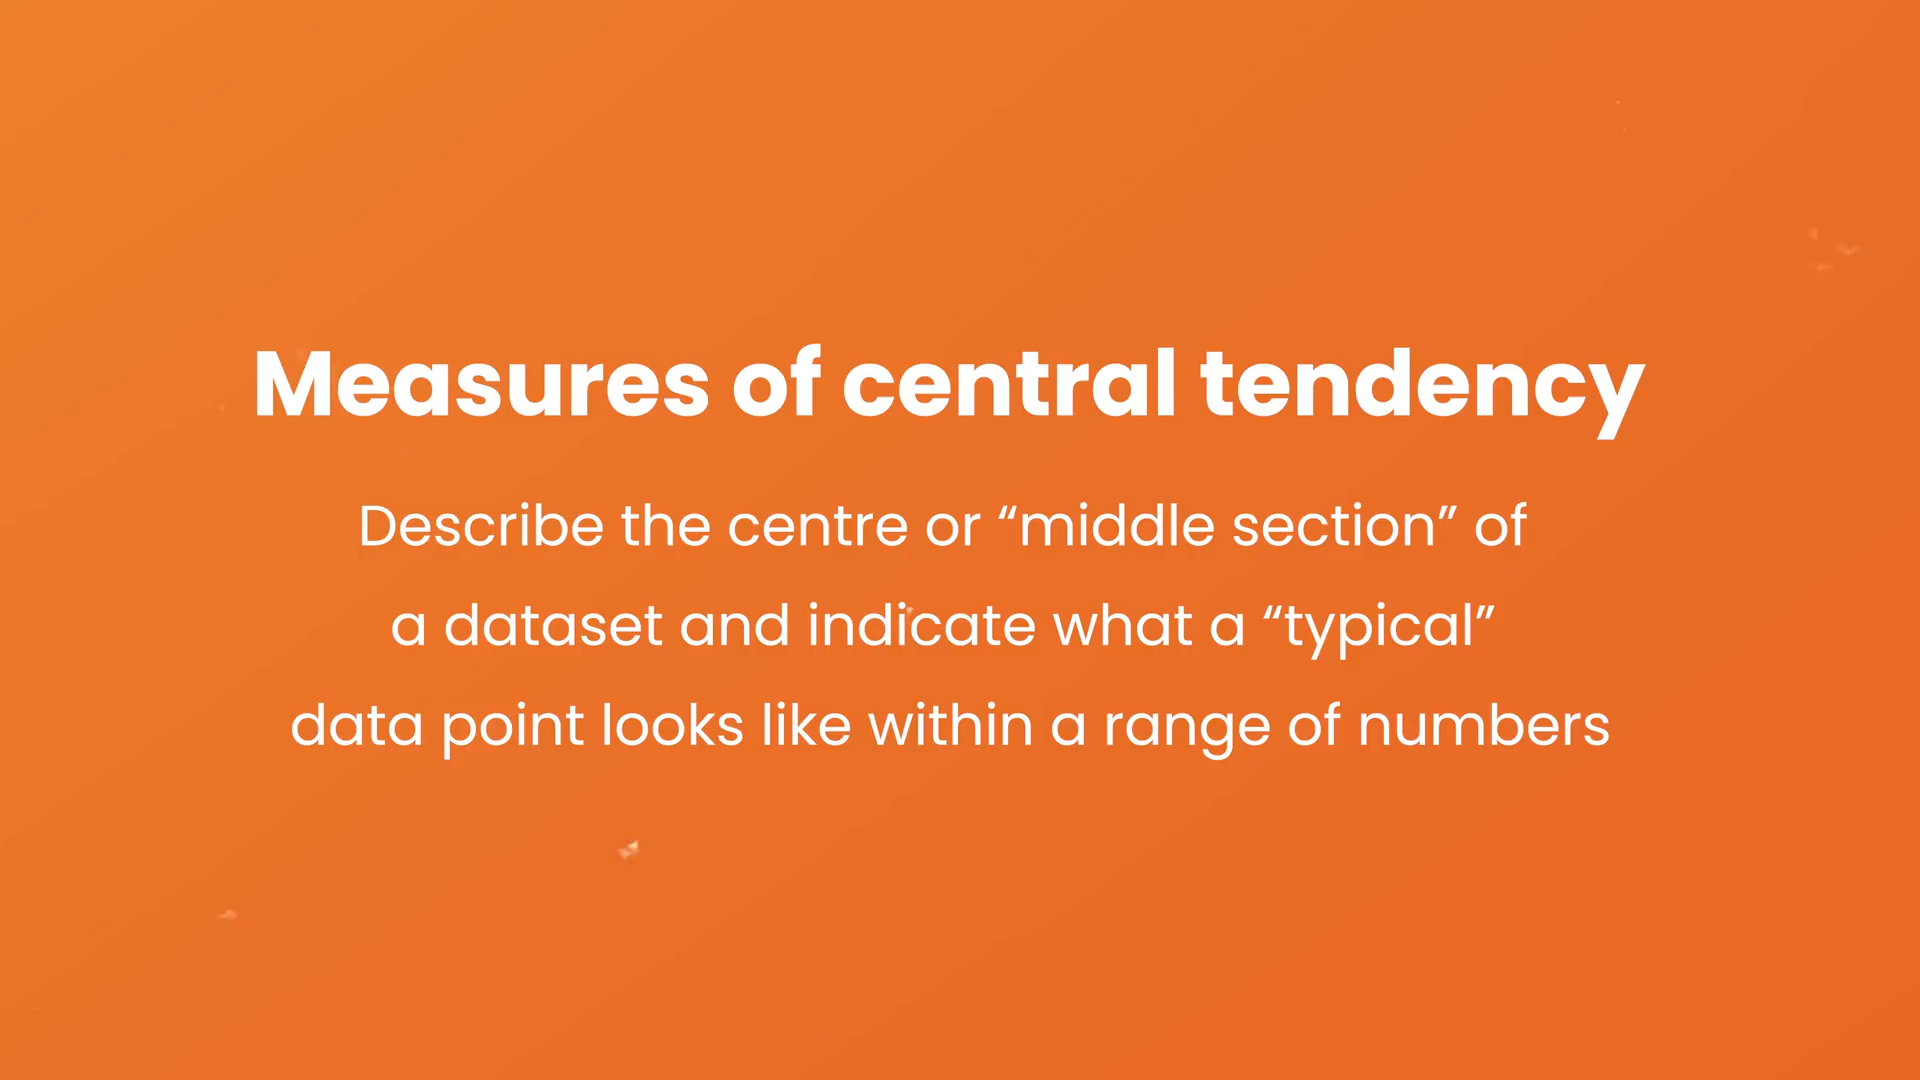 Measures of central tendency
Describe the centre or “middle section” of
a dataset and indicate what a “typical”
data point looks like within a range of numbers